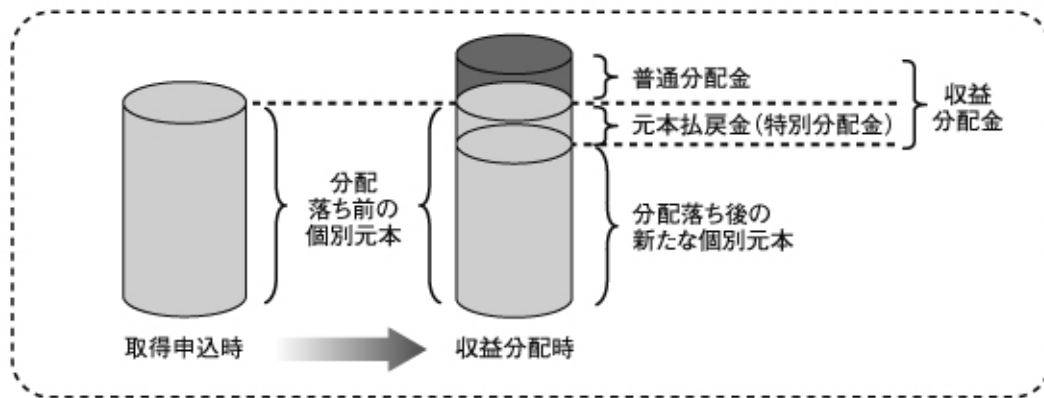 普通分配金
収益
分配金
元本払戻金(特別分配金)
分配
落ち前の
個別元本
分配落ち後の
新たな個別元本
取得申込時
収益分配時